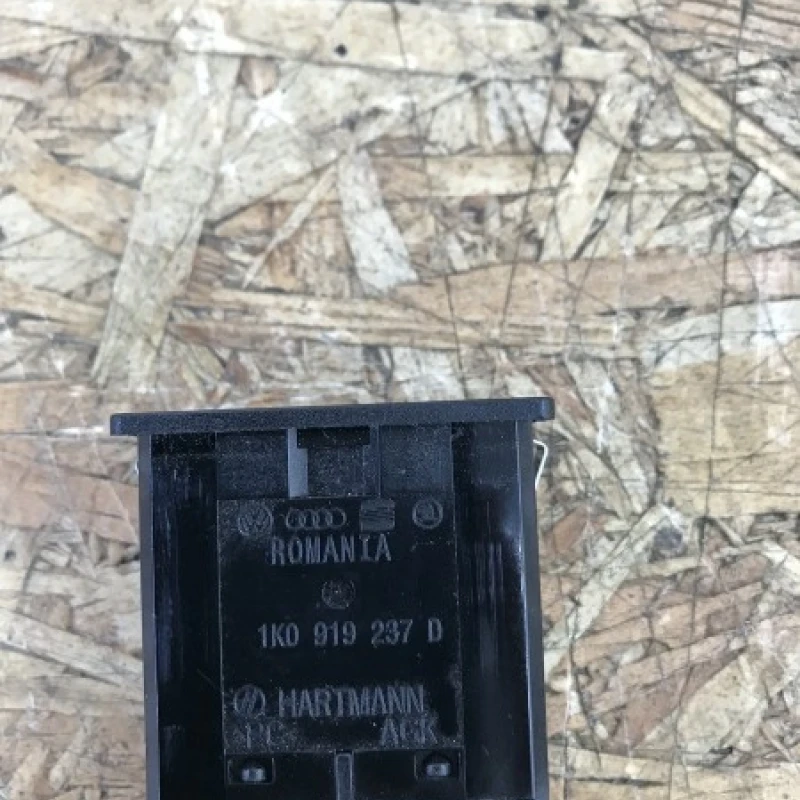 ROMANIA
1K0 919 237 D
HARTMANN
PC ACK